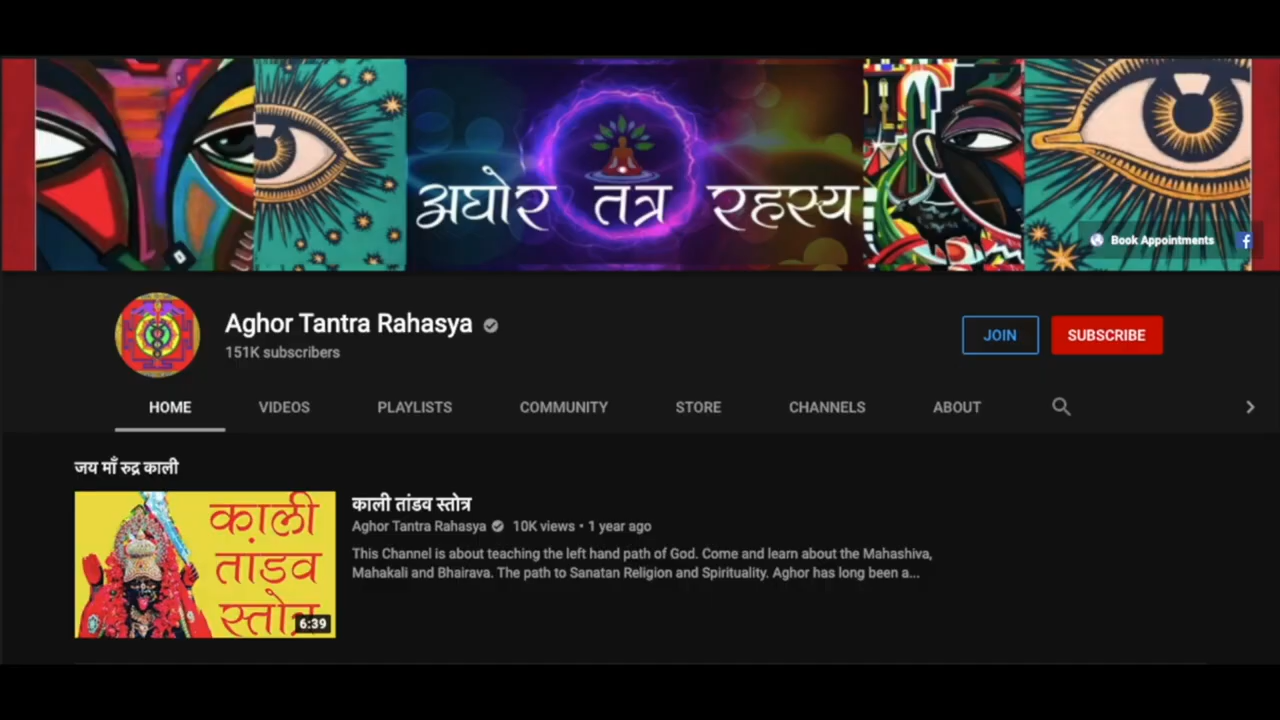 अघोर तत्र रहस्य
Book Appointments
Aghor Tantra Rahasya
151K subscribers
JOIN
SUBSCRIBE
HOME VIDEOS PLAYLISTS COMMUNITY STORE CHANNELS ABOUT
जय माँ रुद्र काली
काली
तांडव
स्तोत्र
6:39
काली तांडव स्तोत्र
Aghor Tantra Rahasya 10K views • 1 year ago
This Channel is about teaching the left hand path of God. Come and learn about the Mahashiva,
Mahakali and Bhairava. The path to Sanatan Religion and Spirituality. Aghor has long been a...